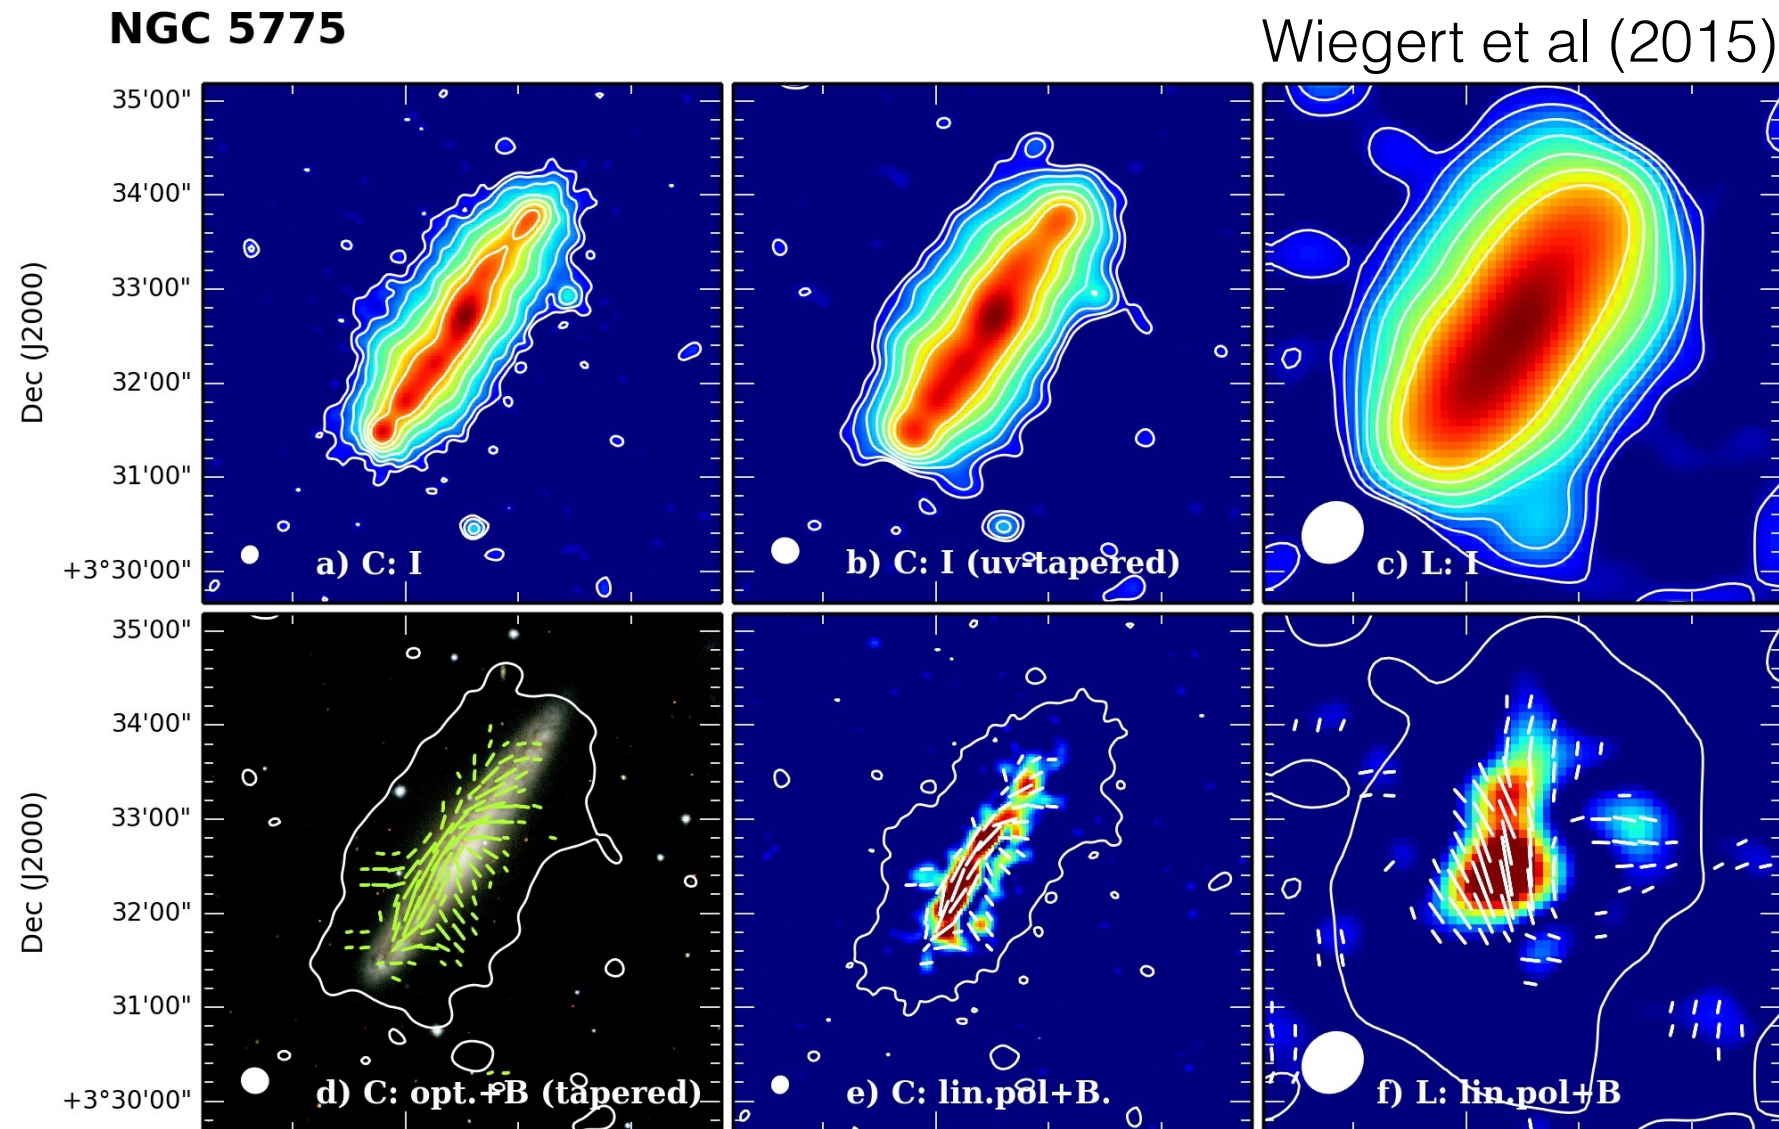 NGC 5775
Wiegert et al (2015)
35'00"
34'00"
33'00"
32'00"
31'00"
+3°30'00"
Dec (J2000)
a) C: I
b) C: I (uv-tapered)
c) L: I
35'00"
34'00"
33'00"
32'00"
31'00"
+3°30'00"
Dec (J2000)
d) C: opt.+B (tapered)
e) C: lin.pol+B.
f) L: lin.pol+B